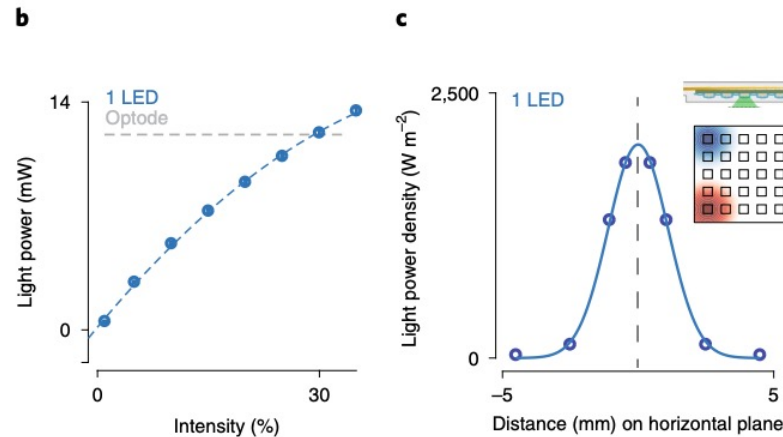 b
14
1 LED
Optode
Light power (mW)
0
0
30
Intensity (%)
c
2,500
1 LED
Light power density (W m⁻²)
0
–5
5
Distance (mm) on horizontal plane